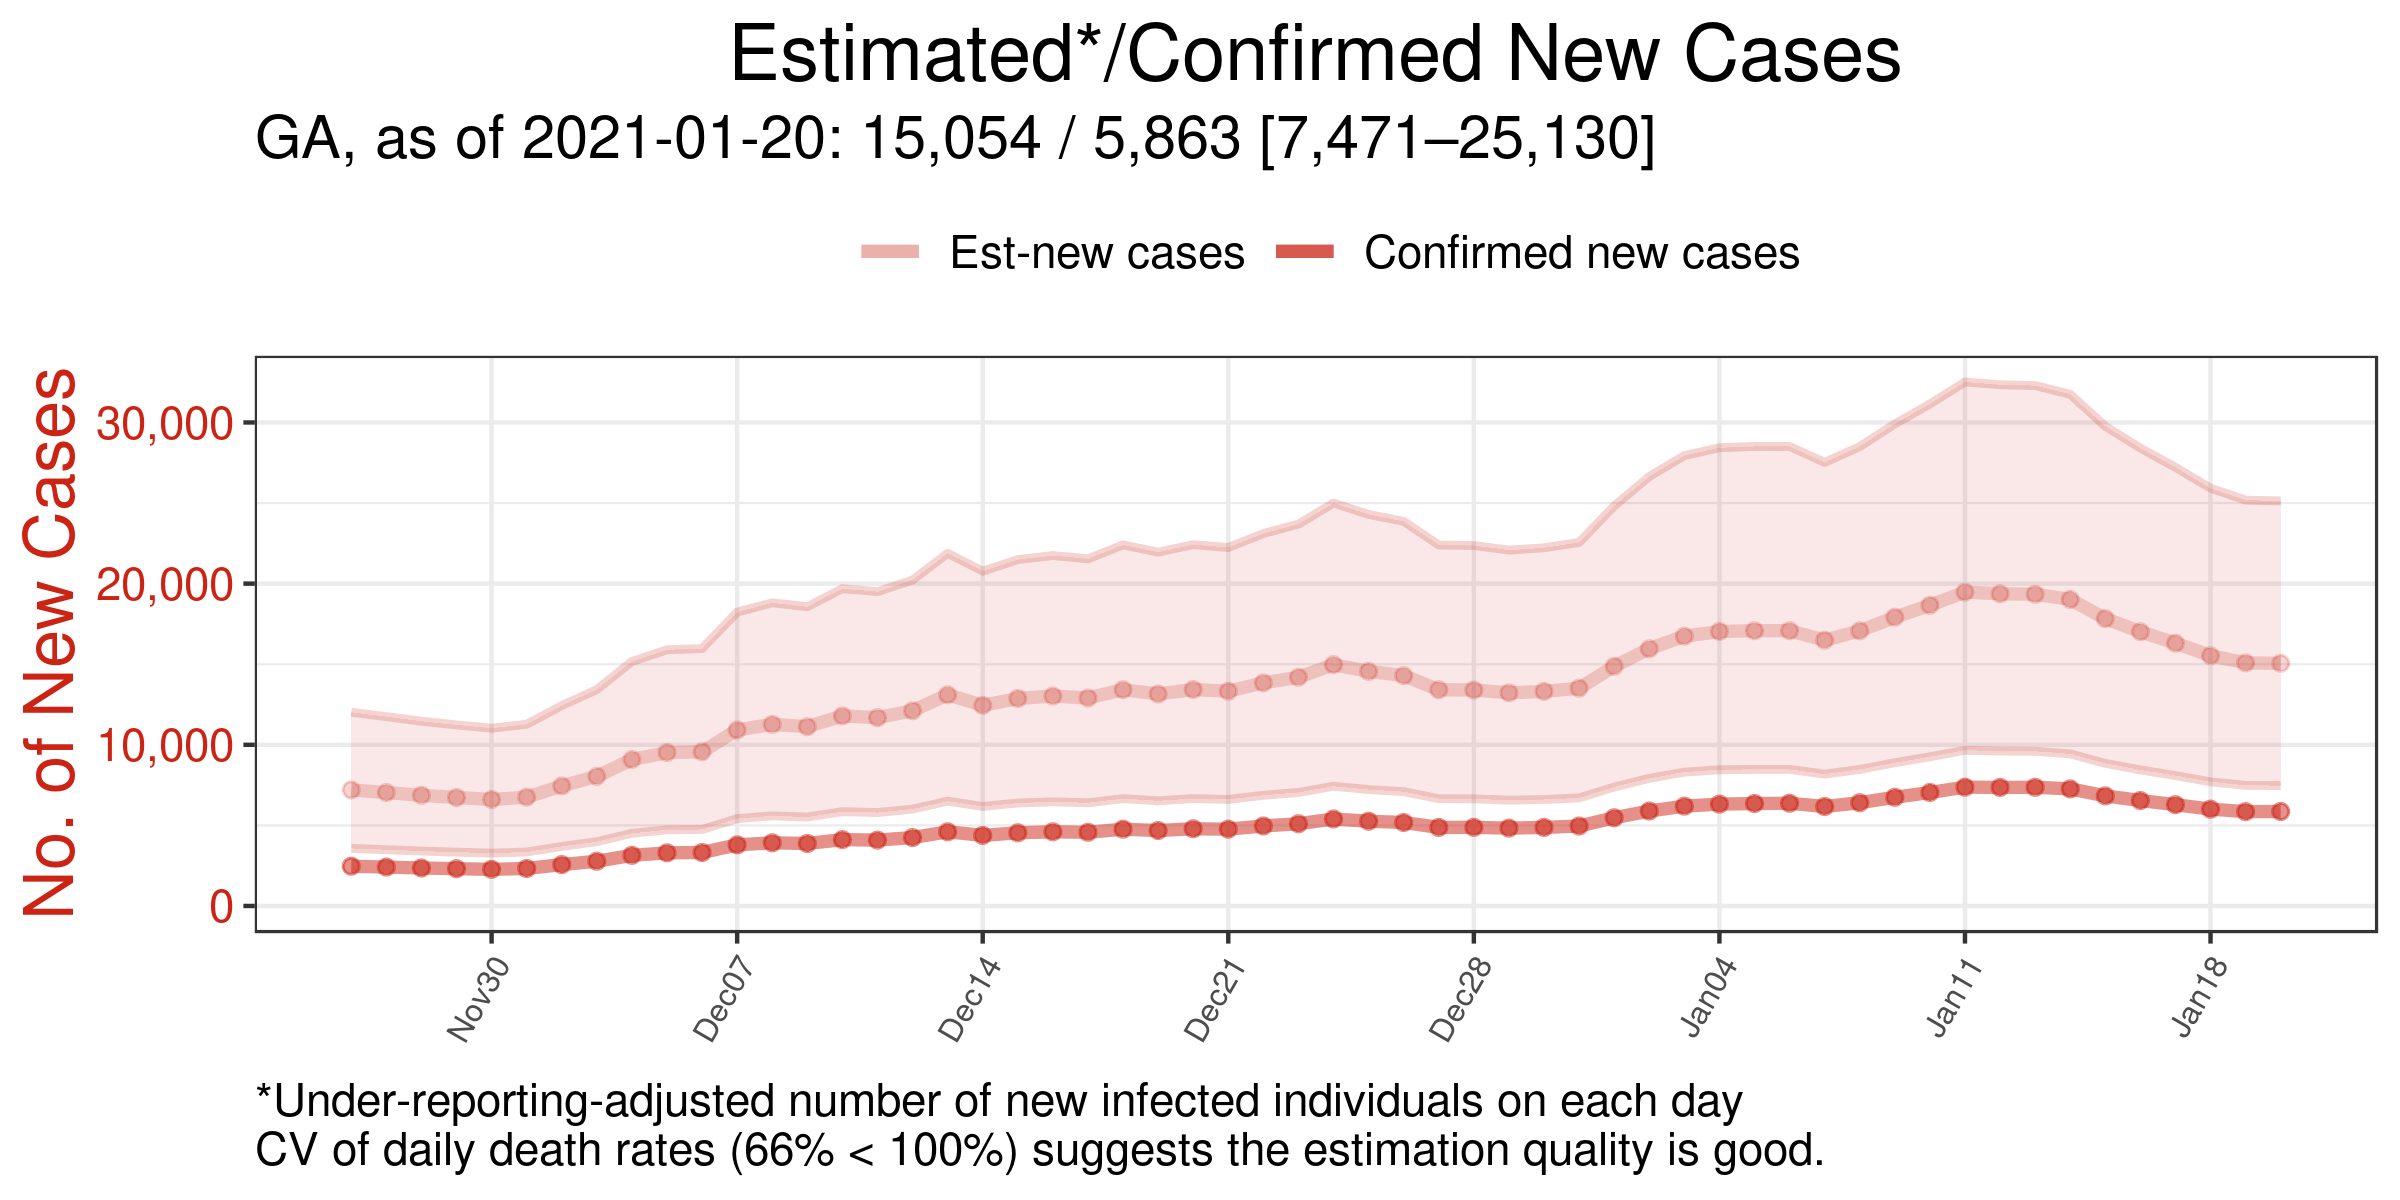 Estimated*/Confirmed New Cases
GA, as of 2021-01-20: 15,054 / 5,863 [7,471–25,130]
Est-new cases
Confirmed new cases
No. of New Cases
30,000
20,000
10,000
0
Nov30
Dec07
Dec14
Dec21
Dec28
Jan04
Jan11
Jan18
*Under-reporting-adjusted number of new infected individuals on each day
CV of daily death rates (66% < 100%) suggests the estimation quality is good.